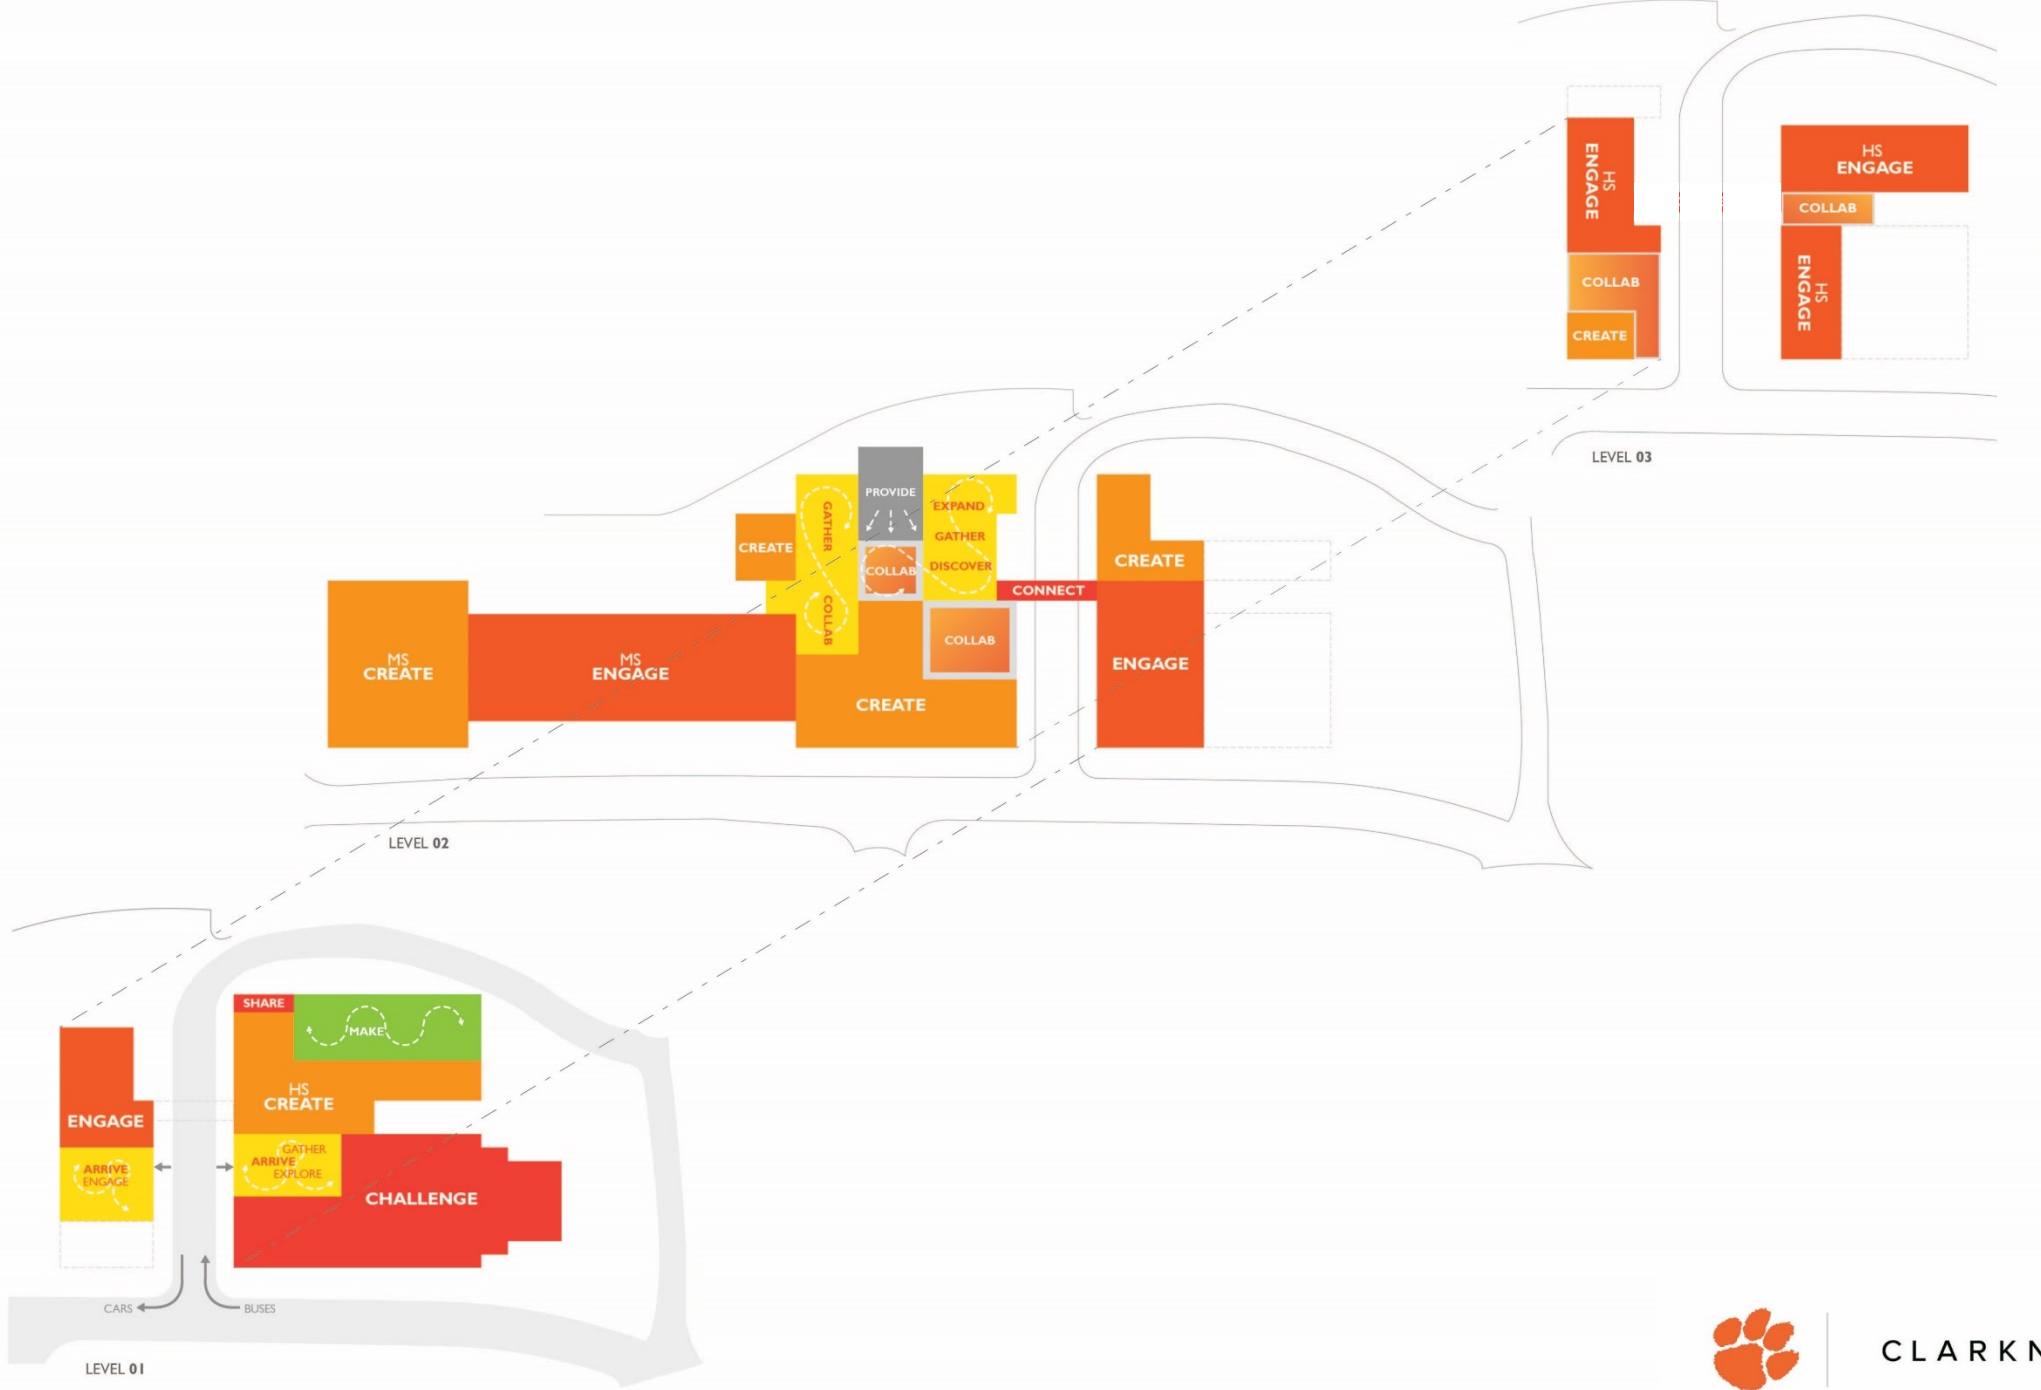 HS
ENGAGE
COLLAB
CREATE
HS
ENGAGE
COLLAB
HS
ENGAGE
LEVEL 03
PROVIDE
GATHER
COLLAB
EXPAND
GATHER
DISCOVER
CREATE
COLLAB
CONNECT
CREATE
COLLAB
MS
CREATE
MS
ENGAGE
ENGAGE
CREATE
LEVEL 02
SHARE
MAKE
HS
CREATE
ENGAGE
GATHER
ARRIVE
EXPLORE
ARRIVE
ENGAGE
CHALLENGE
CARS
BUSES
LEVEL 01
CLARKN